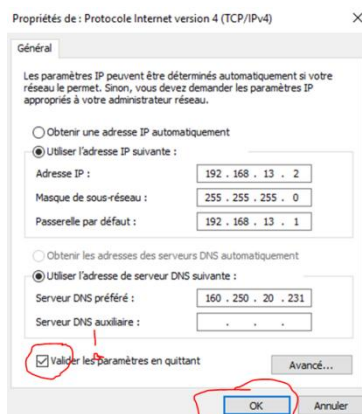 Propriétés de : Protocole Internet version 4 (TCP/IPv4)
Général
Les paramètres IP peuvent être déterminés automatiquement si votre
réseau le permet. Sinon, vous devez demander les paramètres IP
appropriés à votre administrateur réseau.
Obtenir une adresse IP automatiquement
Utiliser l'adresse IP suivante :
Adresse IP : 192 . 168 . 13 . 2
Masque de sous-réseau : 255 . 255 . 255 . 0
Passerelle par défaut : 192 . 168 . 13 . 1
Obtenir les adresses des serveurs DNS automatiquement
Utiliser l'adresse de serveur DNS suivante :
Serveur DNS préféré : 160 . 250 . 20 . 231
Serveur DNS auxiliaire : . . .
Valider les paramètres en quittant
Avancé...
OK Annuler